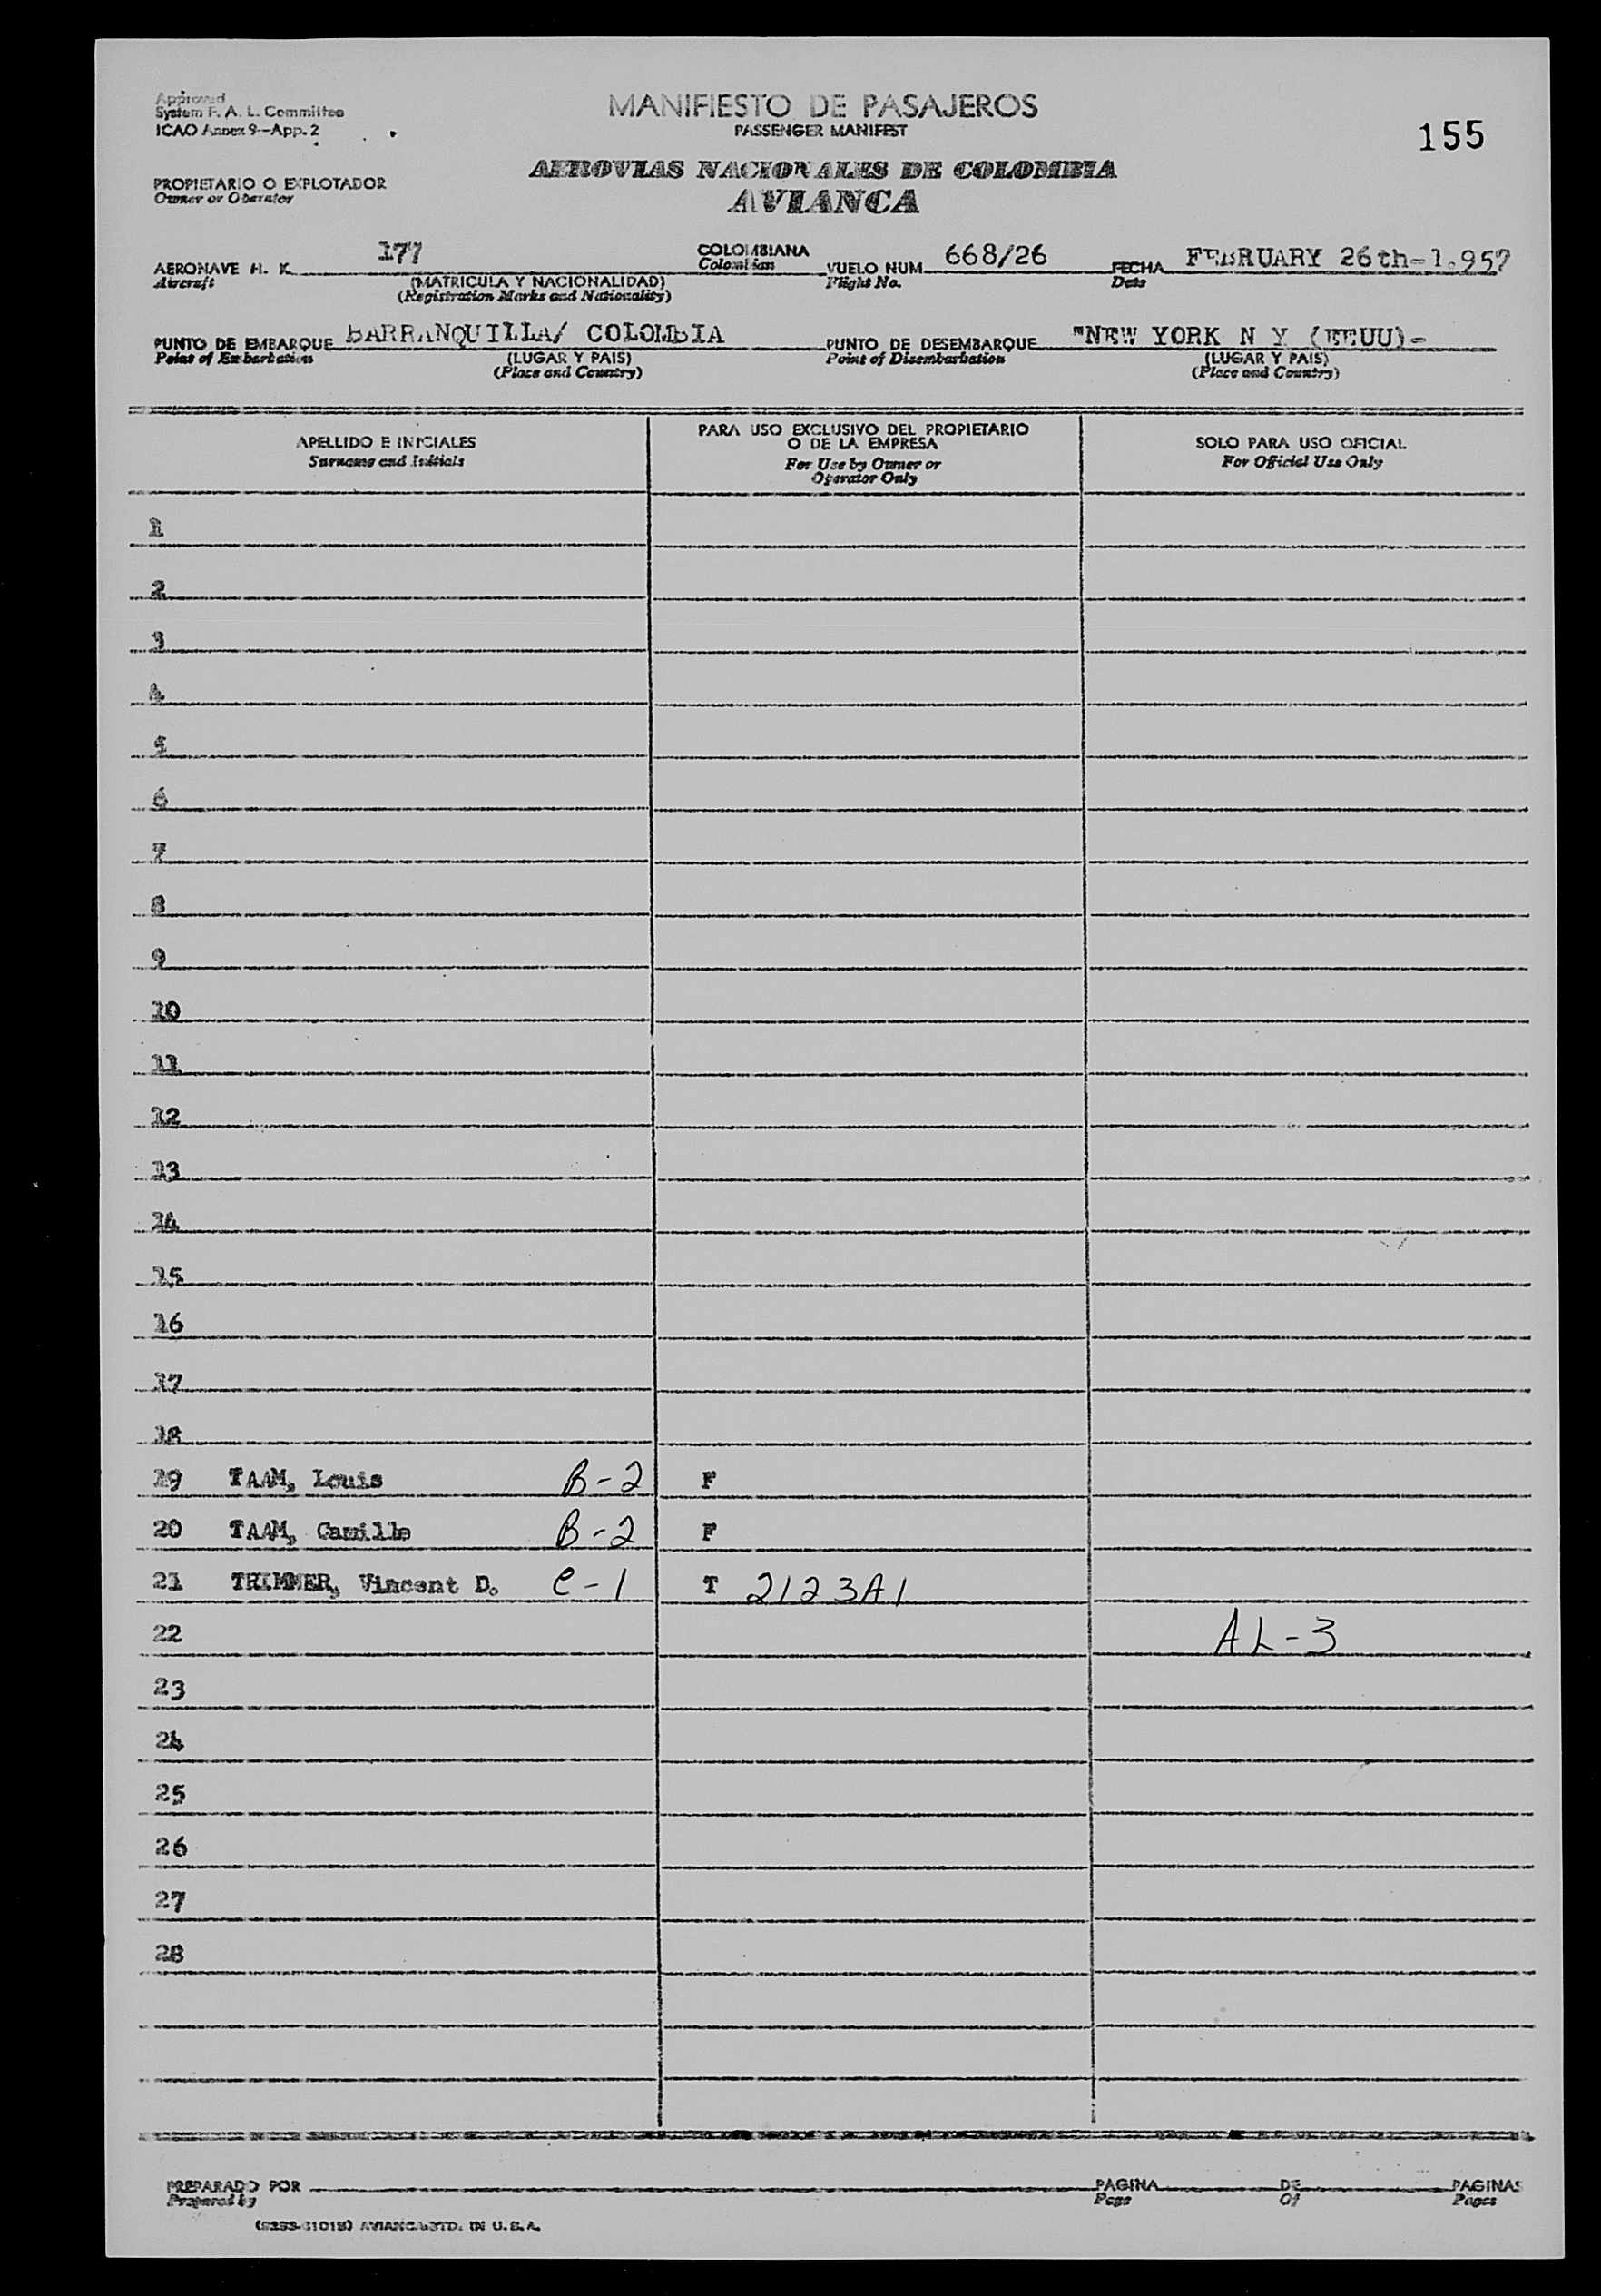 Approved
System F. A. L. Committee
ICAO Annex 9--App. 2
MANIFIESTO DE PASAJEROS
PASSENGER MANIFEST
155
AEROVIAS NACIONALES DE COLOMBIA
AVIANCA
PROPIETARIO O EXPLOTADOR
Owner or Operator
AERONAVE H. K. 177 COLOMBIANA VUELO NUM. 668/26 FECHA FEBRUARY 26th-1.957
Aircraft (MATRICULA Y NACIONALIDAD) Colombian Flight No. Date
(Registration Marks and Nationality)
PUNTO DE EMBARQUE BARRANQUILLA/ COLOMBIA PUNTO DE DESEMBARQUE "NEW YORK N Y (EEUU)-
Point of Embarkation (LUGAR Y PAIS) Point of Disembarkation (LUGAR Y PAIS)
(Place and Country) (Place and Country)
APELLIDO E INICIALES
Surname and Initials
PARA USO EXCLUSIVO DEL PROPIETARIO
O DE LA EMPRESA
For Use by Owner or
Operator Only
SOLO PARA USO OFICIAL
For Official Use Only
1
2
3
4
5
6
7
8
9
10
11
12
13
14
15
16
17
18
19 TAAM, Louis B-2 F
20 TAAM, Camille B-2 F
21 TRIMMER, Vincent D. C-1 T 2123A1
22 AL-3
23
24
25
26
27
28
PREPARADO POR PAGINA DE PAGINAS
Prepared by Page Of Pages
AVIANCA STD. IN U.S.A.